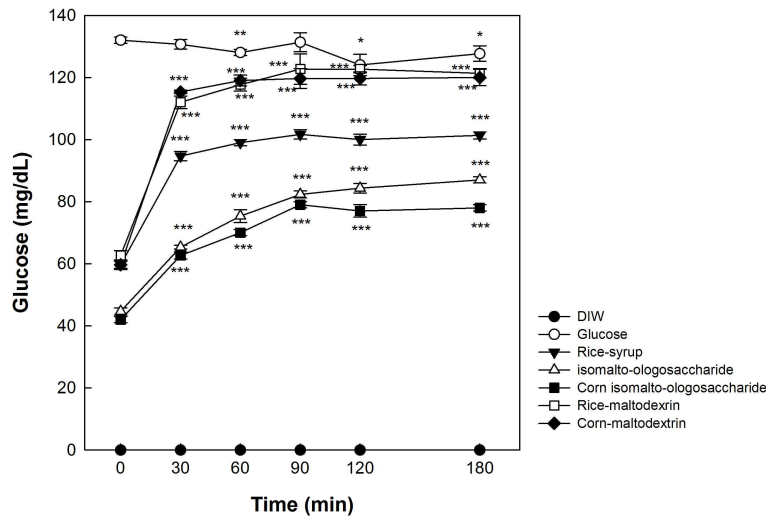 140
120
100
80
60
40
20
0
Glucose (mg/dL)
** * *
*** *** *** *** ***
*** *** *** *** ***
*** *** *** *** ***
*** *** *** *** ***
*** *** *** *** ***
0 30 60 90 120 180
Time (min)
DIW
Glucose
Rice-syrup
isomalto-ologosaccharide
Corn isomalto-ologosaccharide
Rice-maltodexrin
Corn-maltodextrin